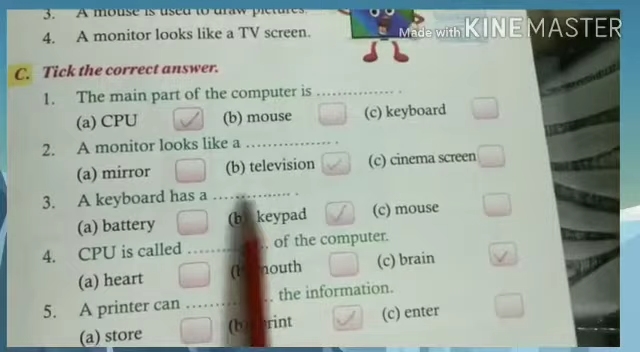 3. A mouse is used to draw pictures.
4. A monitor looks like a TV screen.
Made with KINEMASTER
C. Tick the correct answer.
1. The main part of the computer is ............... .
(a) CPU (b) mouse (c) keyboard
2. A monitor looks like a ................. .
(a) mirror (b) television (c) cinema screen
3. A keyboard has a ............... .
(a) battery (b) keypad (c) mouse
4. CPU is called ............... of the computer.
(a) heart mouth (c) brain
5. A printer can ............... the information.
(a) store print (c) enter